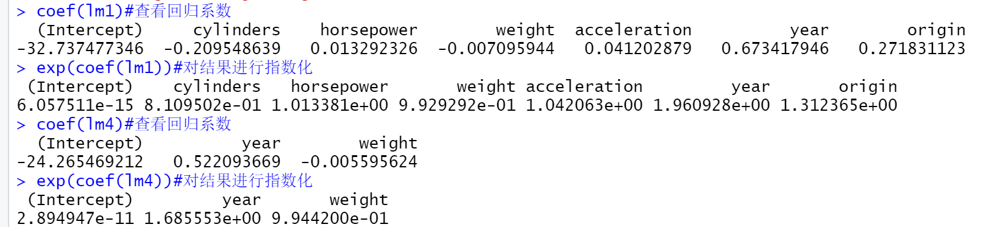 > coef(lm1)#查看回归系数
(Intercept) cylinders horsepower weight acceleration year origin
-32.737477346 -0.209548639 0.013292326 -0.007095944 0.041202879 0.673417946 0.271831123
> exp(coef(lm1))#对结果进行指数化
(Intercept) cylinders horsepower weight acceleration year origin
6.057511e-15 8.109502e-01 1.013381e+00 9.929292e-01 1.042063e+00 1.960928e+00 1.312365e+00
> coef(lm4)#查看回归系数
(Intercept) year weight
-24.265469212 0.522093669 -0.005595624
> exp(coef(lm4))#对结果进行指数化
(Intercept) year weight
2.894947e-11 1.685553e+00 9.944200e-01